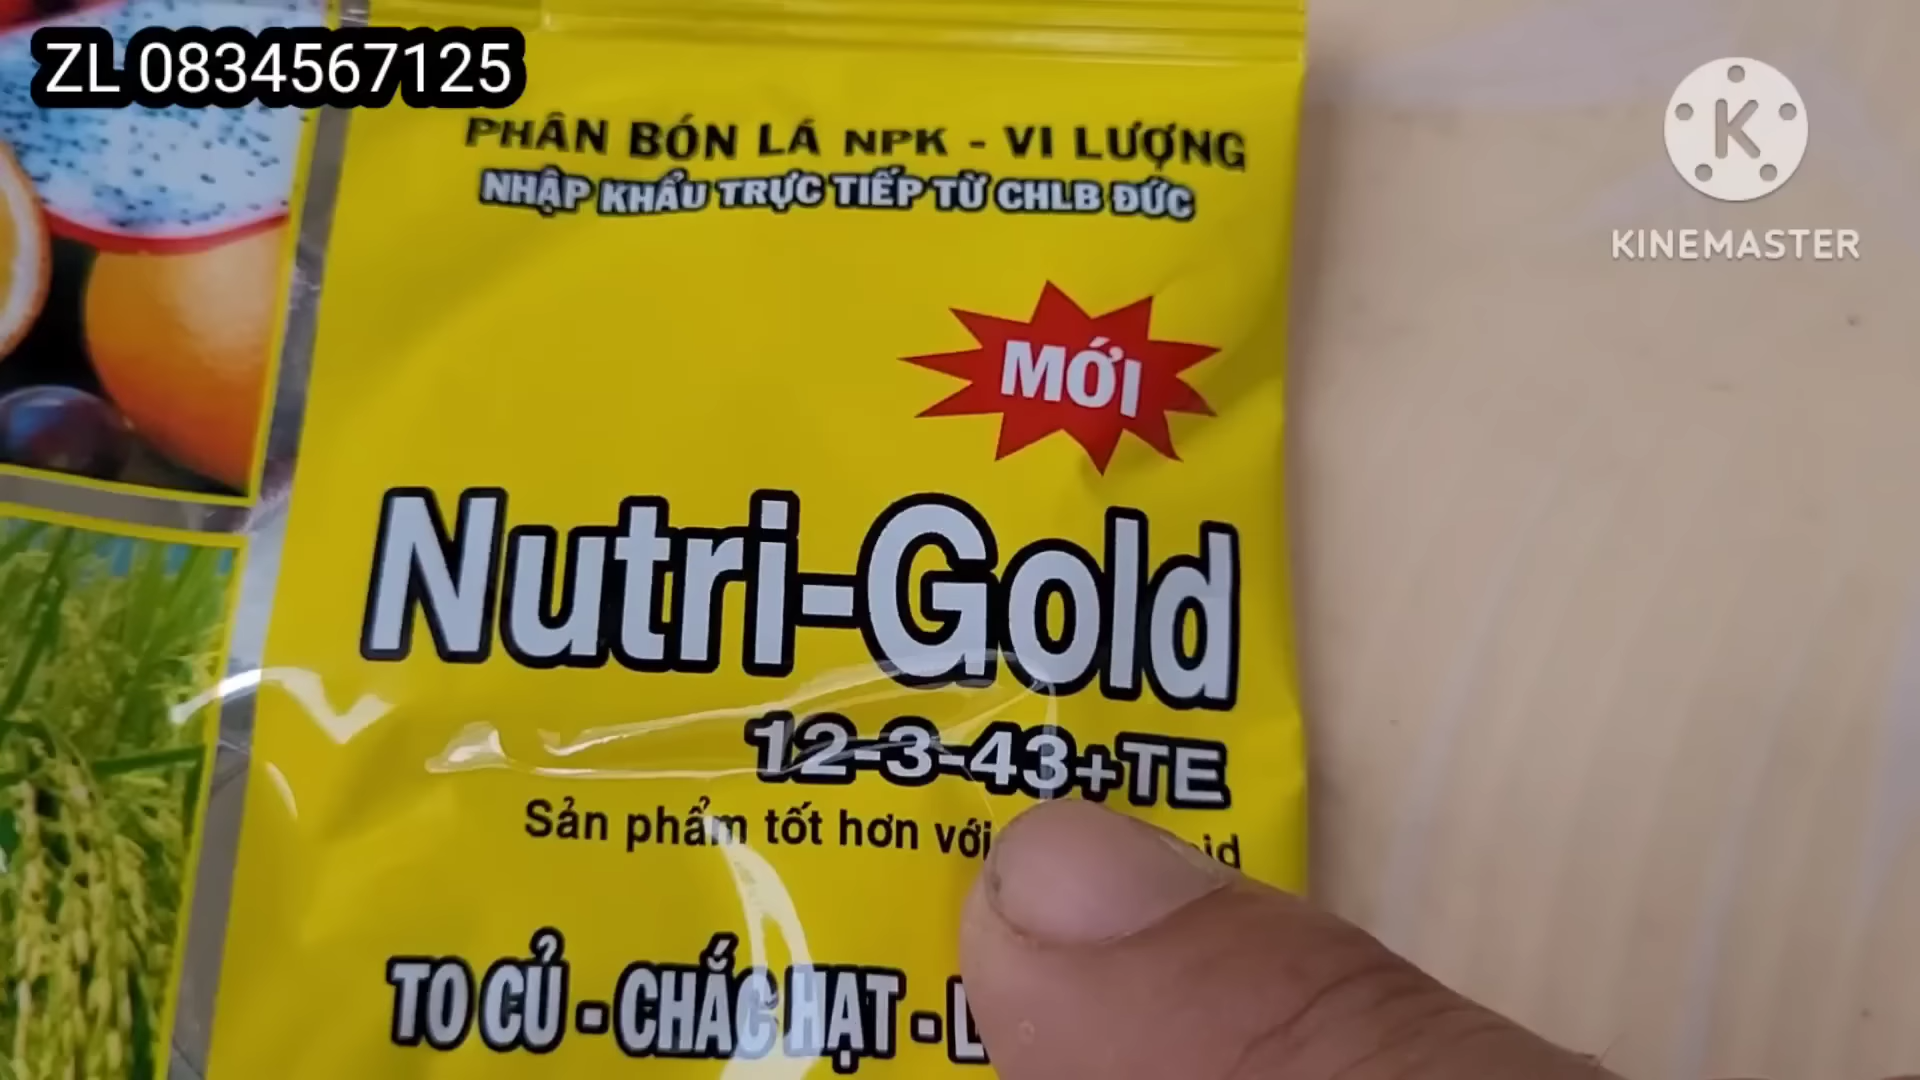 ZL 0834567125
K
KINEMASTER
PHÂN BÓN LÁ NPK - VI LƯỢNG
NHẬP KHẨU TRỰC TIẾP TỪ CHLB ĐỨC
MỚI
Nutri-Gold
12-3-43+TE
Sản phẩm tốt hơn với
TO CỦ - CHẮC HẠT -